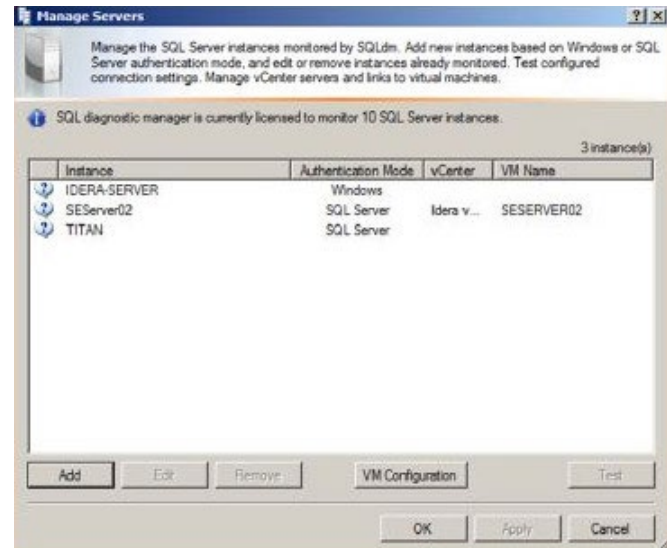 Manage Servers
Manage the SQL Server instances monitored by SQLdm. Add new instances based on Windows or SQL
Server authentication mode, and edit or remove instances already monitored. Test configured
connection settings. Manage vCenter servers and links to virtual machines.
SQL diagnostic manager is currently licensed to monitor 10 SQL Server instances.
3 instance(s)
Instance Authentication Mode vCenter VM Name
IDERA-SERVER Windows
SEServer02 SQL Server Idera v... SESERVER02
TITAN SQL Server
Add Edit Remove VM Configuration Test
OK Apply Cancel